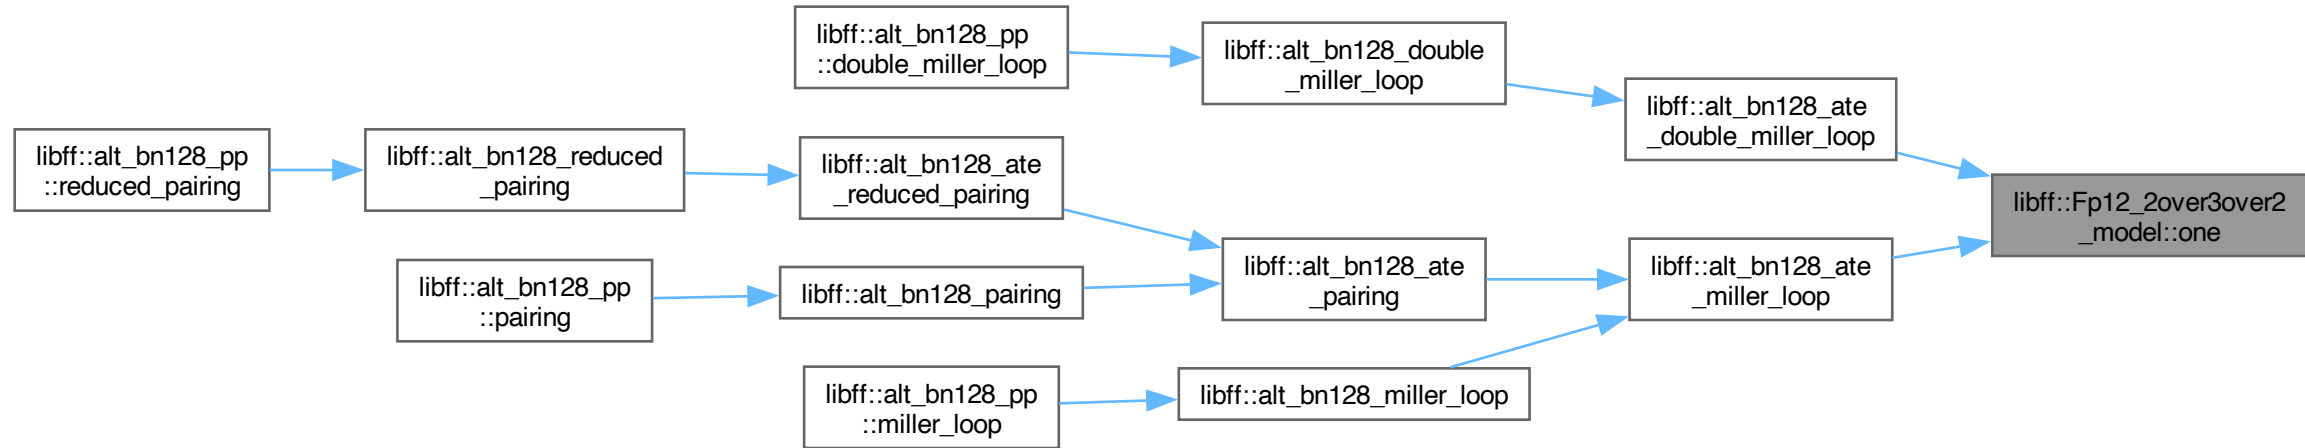 libff::alt_bn128_pp
::double_miller_loop
libff::alt_bn128_double
_miller_loop
libff::alt_bn128_ate
_double_miller_loop
libff::alt_bn128_pp
::reduced_pairing
libff::alt_bn128_reduced
_pairing
libff::alt_bn128_ate
_reduced_pairing
libff::Fp12_2over3over2
_model::one
libff::alt_bn128_pp
::pairing
libff::alt_bn128_pairing
libff::alt_bn128_ate
_pairing
libff::alt_bn128_ate
_miller_loop
libff::alt_bn128_pp
::miller_loop
libff::alt_bn128_miller_loop